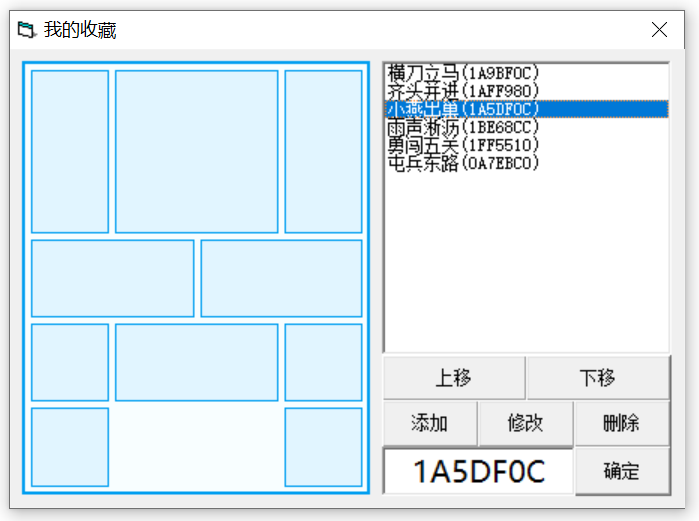 我的收藏
横刀立马(1A9BF0C)
齐头并进(1AFF980)
小燕出巢(1A5DF0C)
雨声淅沥(1BE68CC)
勇闯五关(1FF5510)
屯兵东路(0A7EBC0)
上移
下移
添加
修改
删除
1A5DF0C
确定